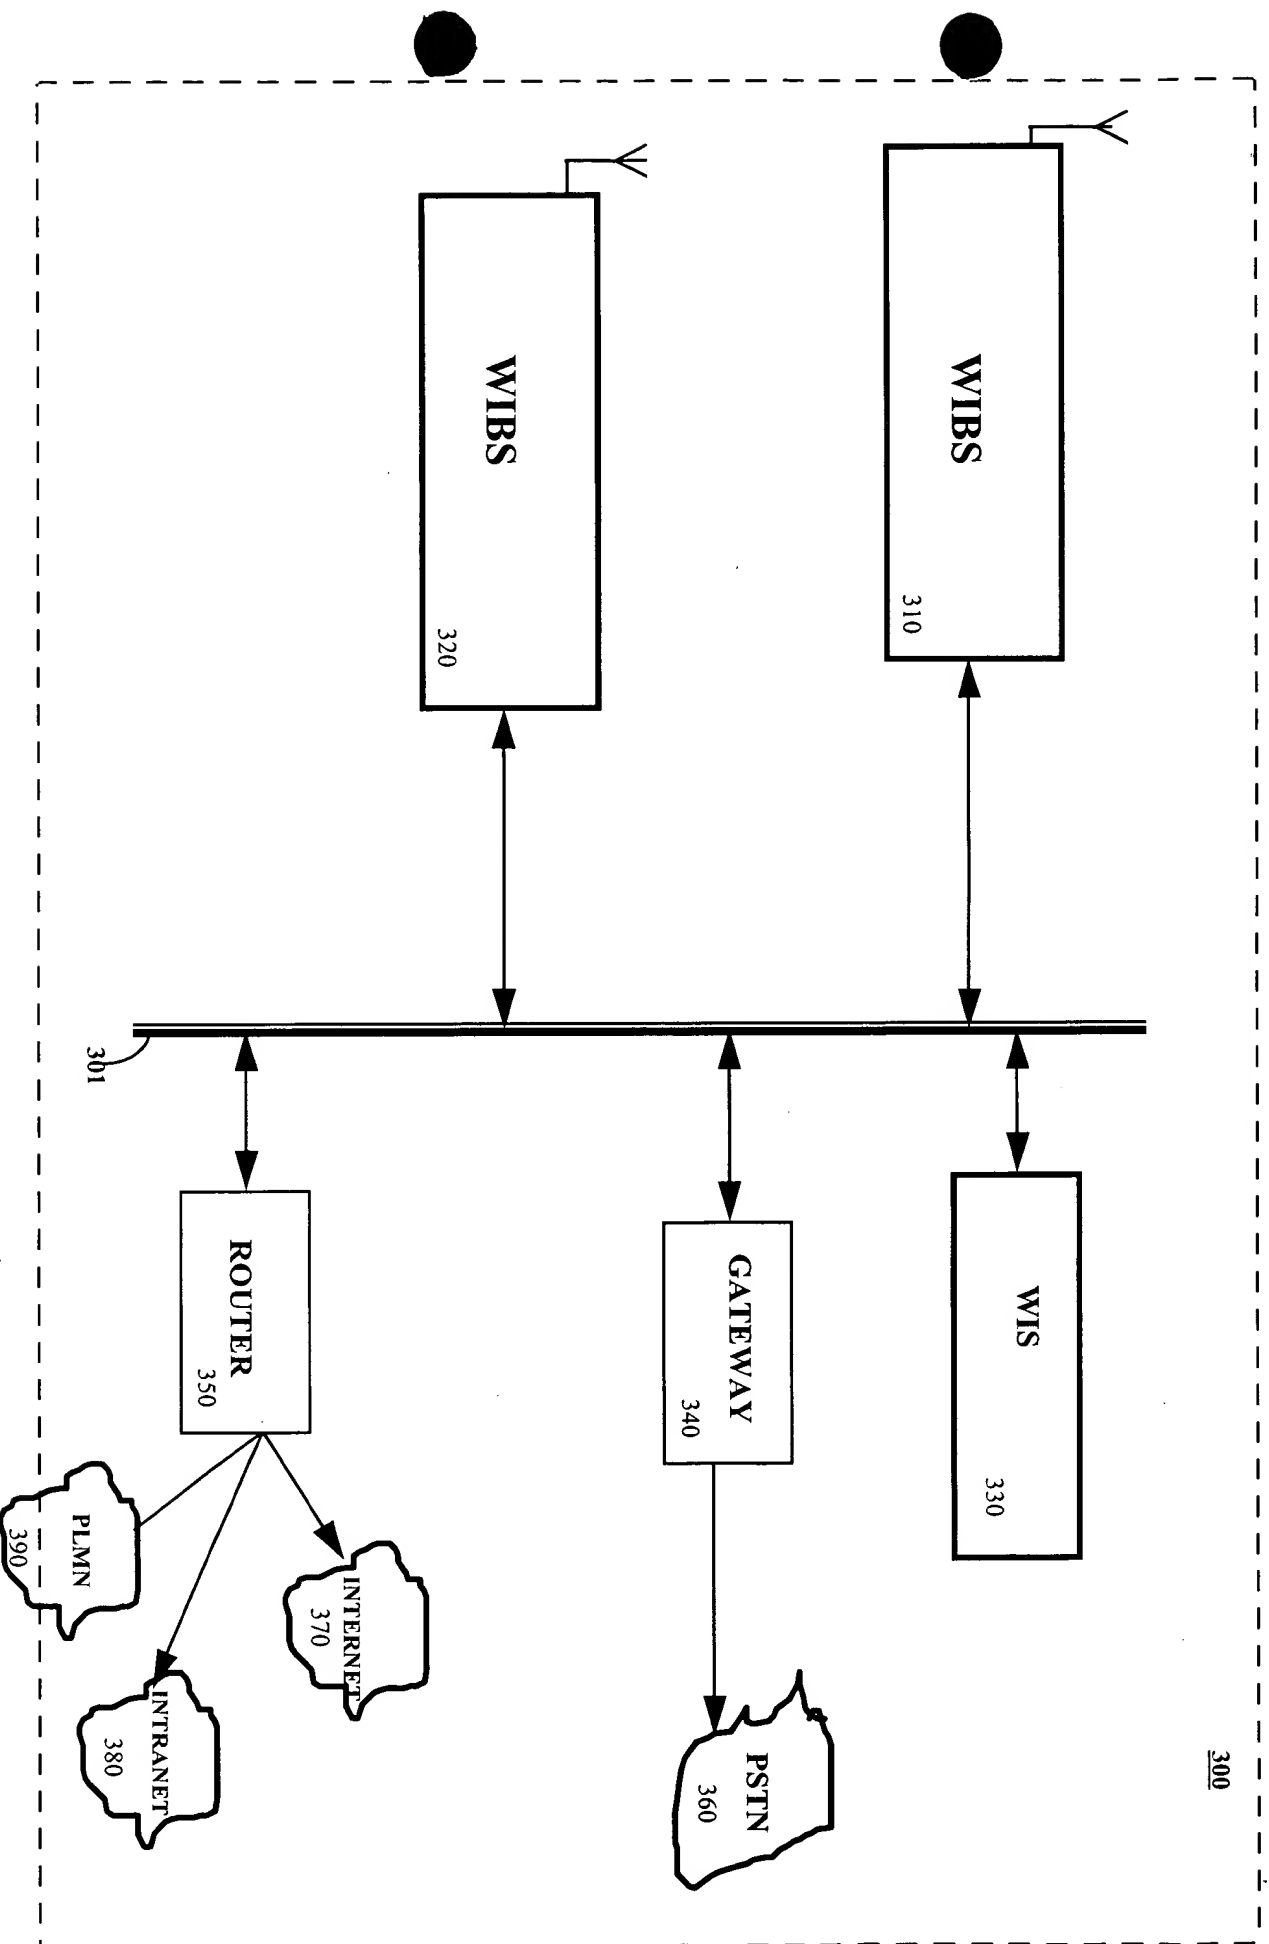 300
WIBS
310
WIBS
320
301
WIS
330
GATEWAY
340
ROUTER
350
PSTN
360
INTERNET
370
INTRANET
380
PLMN
390